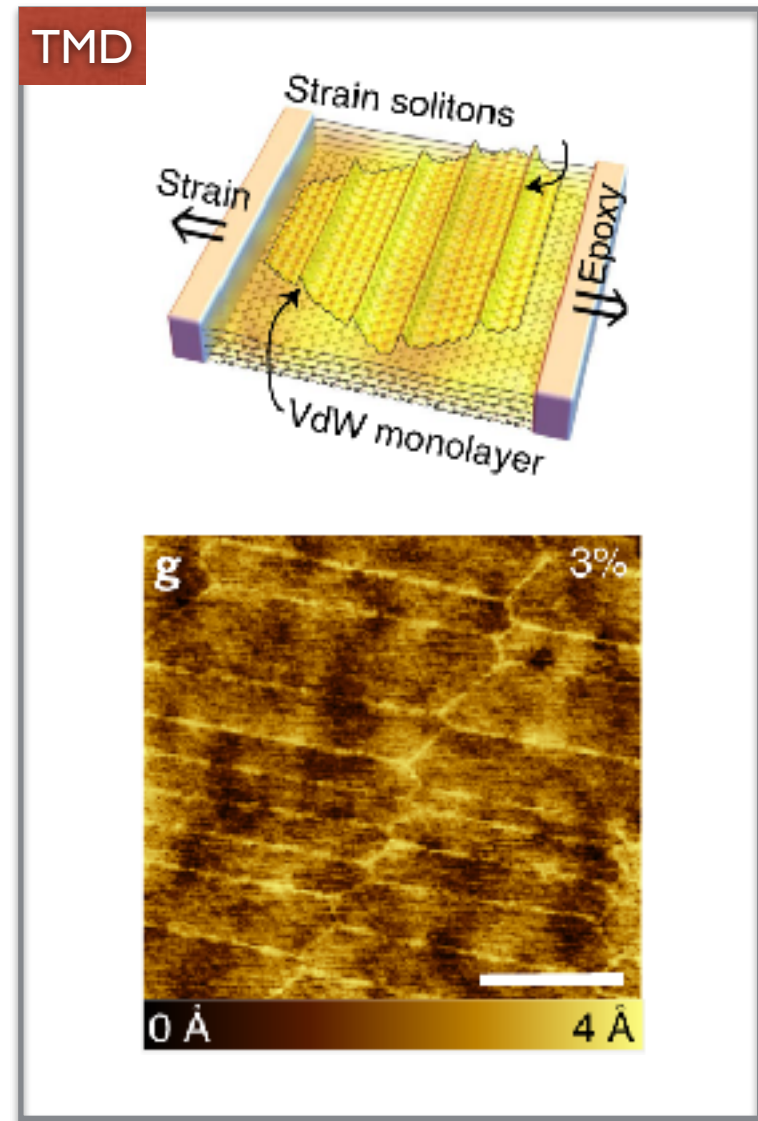 TMD
Strain solitons
Strain
Epoxy
VdW monolayer
g 3%
0 Å 4 Å